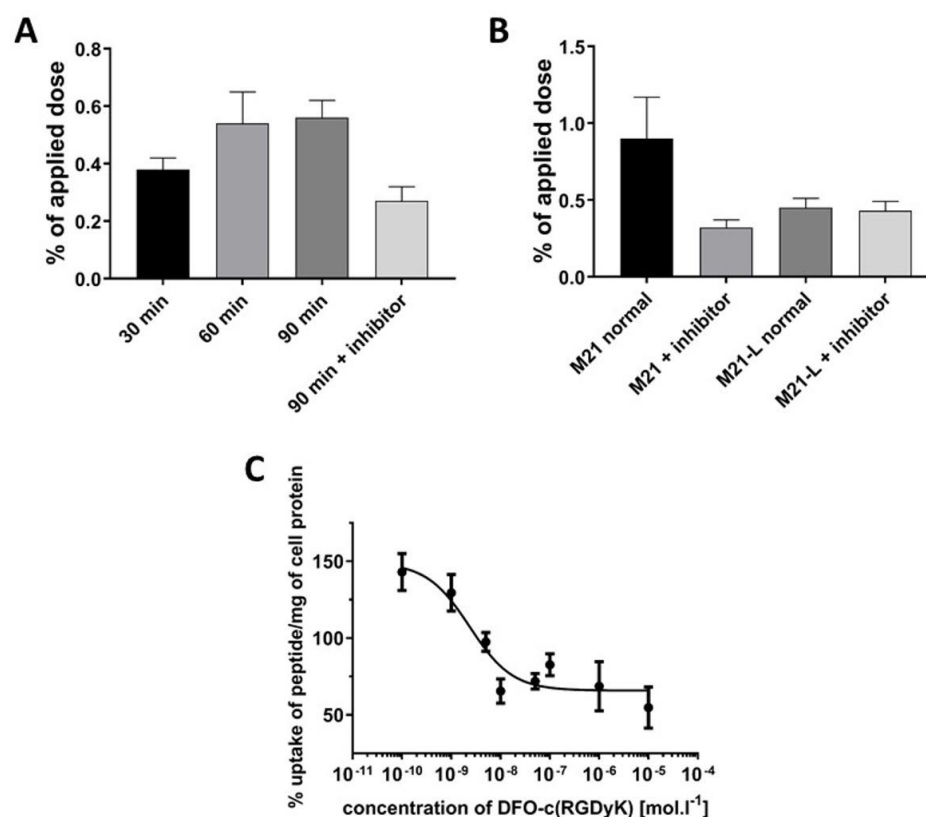 A
% of applied dose
0.8
0.6
0.4
0.2
0.0
30 min
60 min
90 min
90 min + inhibitor
B
% of applied dose
1.5
1.0
0.5
0.0
M21 normal
M21 + inhibitor
M21-L normal
M21-L + inhibitor
C
% uptake of peptide/mg of cell protein
150
100
50
10⁻¹¹ 10⁻¹⁰ 10⁻⁹ 10⁻⁸ 10⁻⁷ 10⁻⁶ 10⁻⁵ 10⁻⁴
concentration of DFO-c(RGDyK) [mol.l⁻¹]